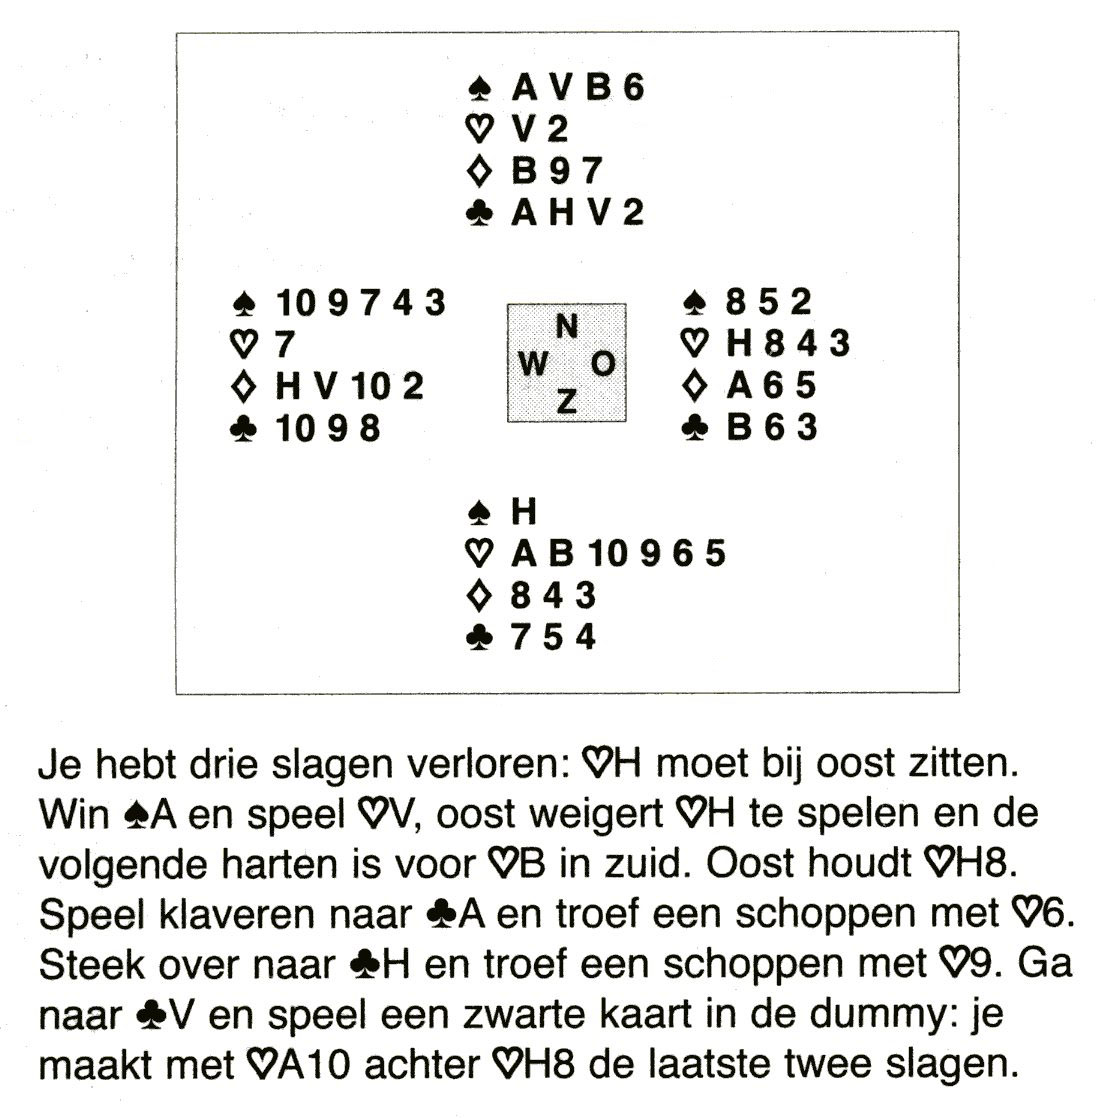 ♠ A V B 6
♡ V 2
♢ B 9 7
♣ A H V 2
♠ 10 9 7 4 3
♡ 7
♢ H V 10 2
♣ 10 9 8
N
W O
Z
♠ 8 5 2
♡ H 8 4 3
♢ A 6 5
♣ B 6 3
♠ H
♡ A B 10 9 6 5
♢ 8 4 3
♣ 7 5 4
Je hebt drie slagen verloren: ♡H moet bij oost zitten.
Win ♠A en speel ♡V, oost weigert ♡H te spelen en de
volgende harten is voor ♡B in zuid. Oost houdt ♡H8.
Speel klaveren naar ♣A en troef een schoppen met ♡6.
Steek over naar ♣H en troef een schoppen met ♡9. Ga
naar ♣V en speel een zwarte kaart in de dummy: je
maakt met ♡A10 achter ♡H8 de laatste twee slagen.